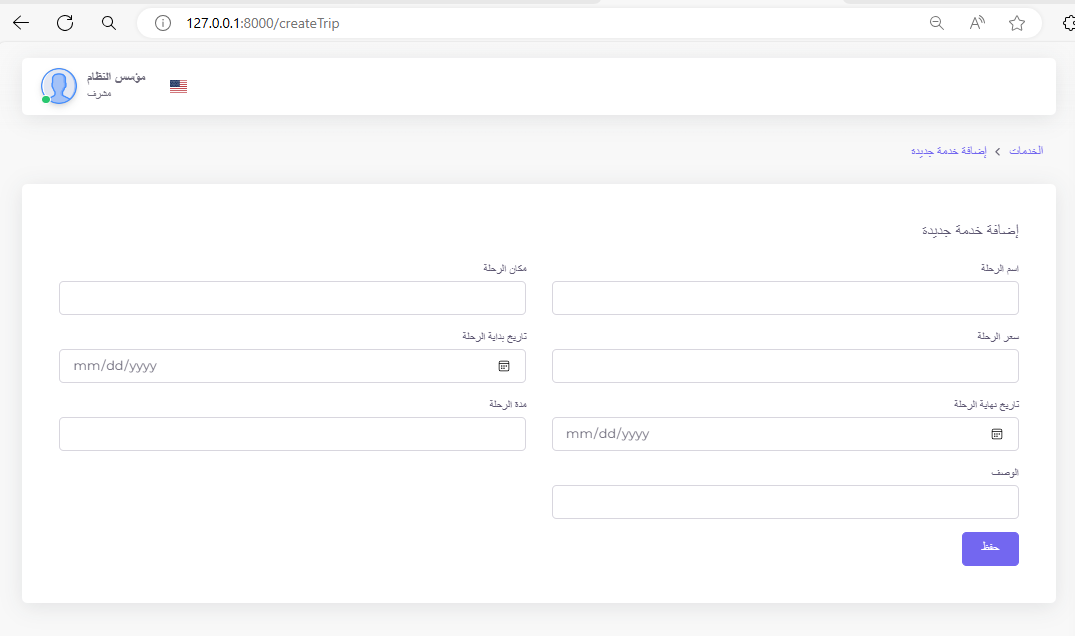 127.0.0.1:8000/createTrip
مؤسس النظام
مشرف
الخدمات > إضافة خدمة جديدة
إضافة خدمة جديدة
اسم الرحلة
مكان الرحلة
سعر الرحلة
تاريخ بداية الرحلة
mm/dd/yyyy
تاريخ نهاية الرحلة
mm/dd/yyyy
مدة الرحلة
الوصف
حفظ